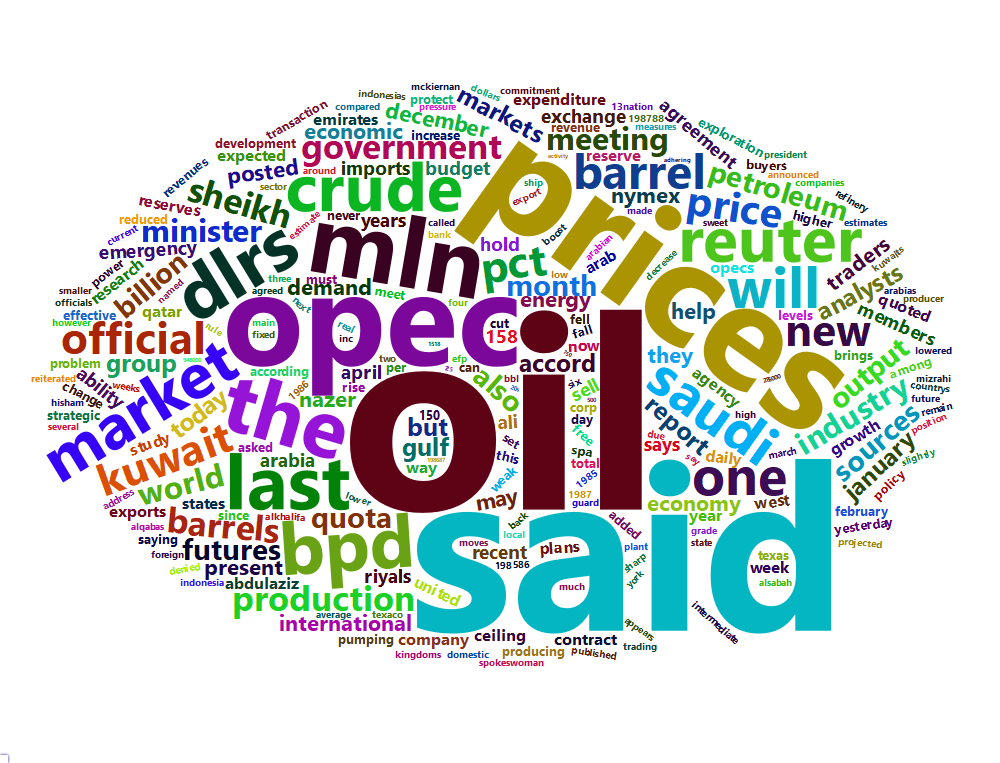 mckiernan
indonesias
protect
dollars
commitment
compared
pressure
markets
expenditure
13nation
transaction
emirates
december
exchange
198788
agreement
exploration
economic
increase
revenue
measures
development
government
meeting
president
expected
around
imports
budget
reserve
activity
adhering
buyers
announced
posted
crude
prices
barrel
petroleum
companies
revenues
sector
ship
export
nymex
refinery
sheikh
estimate
never
years
called
bank
made
sweet
price
higher
estimates
reserves
reduced
minister
mln
hold
boost
arabian
arab
decrease
reuter
traders
kuwaits
current
emergency
dlrs
three
must
pct
low
opecs
power
research
billion
named
agreed
demand
meet
four
month
energy
will
levels
analysts
arabias
smaller
officials
effective
qatar
next
opec
cut
158
fell
fall
help
new
quoted
producer
members
however
official
rule
main
fixed
real
inc
1518
oil
now
they
brings
lowered
problem
group
948000
according
april
two
per
efp
25
can
accord
750
agency
28000
output
among
mizrahi
reiterated
weeks
ability
change
market
1986
rise
nazer
also
bbl
six
500
sell
saudi
high
industry
countrys
future
hisham
strategic
several
today
the
150
but
ali
corp
day
report
growth
remain
position
study
asked
gulf
set
free
due
says
say
daily
march
sources
slightly
kuwait
world
arabia
way
108687
this
weak
spa
total
1985
january
policy
address
states
last
lower
may
1987
guard
one
economy
west
february
exports
since
alkhalifa
quota
back
local
added
year
yesterday
alqabas
barrels
bpd
said
grade
state
projected
saying
foreign
futures
moves
recent
plans
plant
texas
week
denied
present
riyals
198586
sharp
alsabah
indonesia
abdulaziz
united
much
york
production
average
texaco
appears
intermediate
international
pumping
company
ceiling
contract
trading
kingdoms
domestic
producing
published
spokeswoman